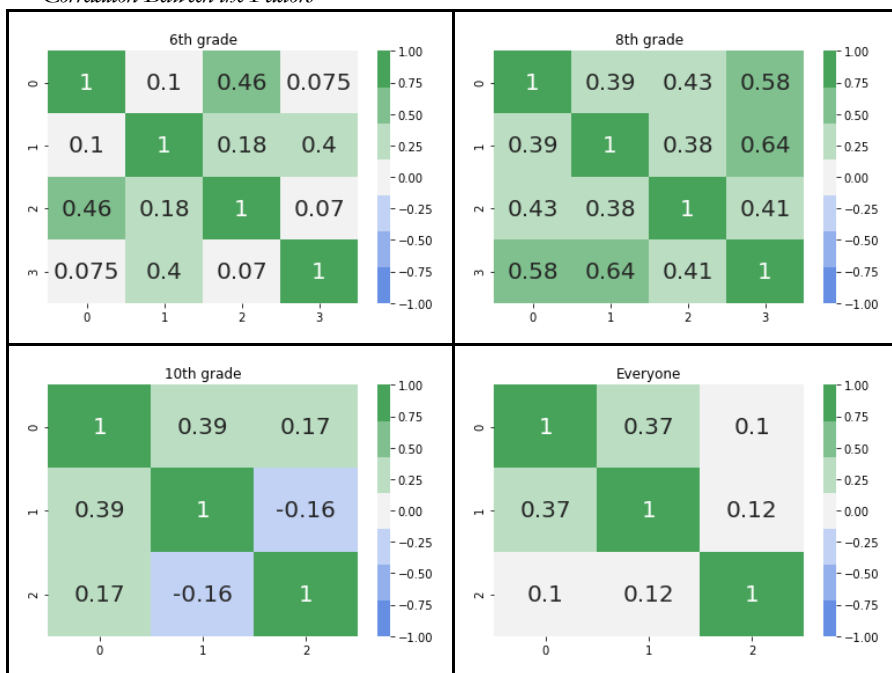 Correlation Between the Factors
6th grade
0 1 0.1 0.46 0.075
1 0.1 1 0.18 0.4
2 0.46 0.18 1 0.07
3 0.075 0.4 0.07 1
0 1 2 3
1.00
0.75
0.50
0.25
0.00
−0.25
−0.50
−0.75
−1.00
8th grade
0 1 0.39 0.43 0.58
1 0.39 1 0.38 0.64
2 0.43 0.38 1 0.41
3 0.58 0.64 0.41 1
0 1 2 3
1.00
0.75
0.50
0.25
0.00
−0.25
−0.50
−0.75
−1.00
10th grade
0 1 0.39 0.17
1 0.39 1 -0.16
2 0.17 -0.16 1
0 1 2
1.00
0.75
0.50
0.25
0.00
−0.25
−0.50
−0.75
−1.00
Everyone
0 1 0.37 0.1
1 0.37 1 0.12
2 0.1 0.12 1
0 1 2
1.00
0.75
0.50
0.25
0.00
−0.25
−0.50
−0.75
−1.00